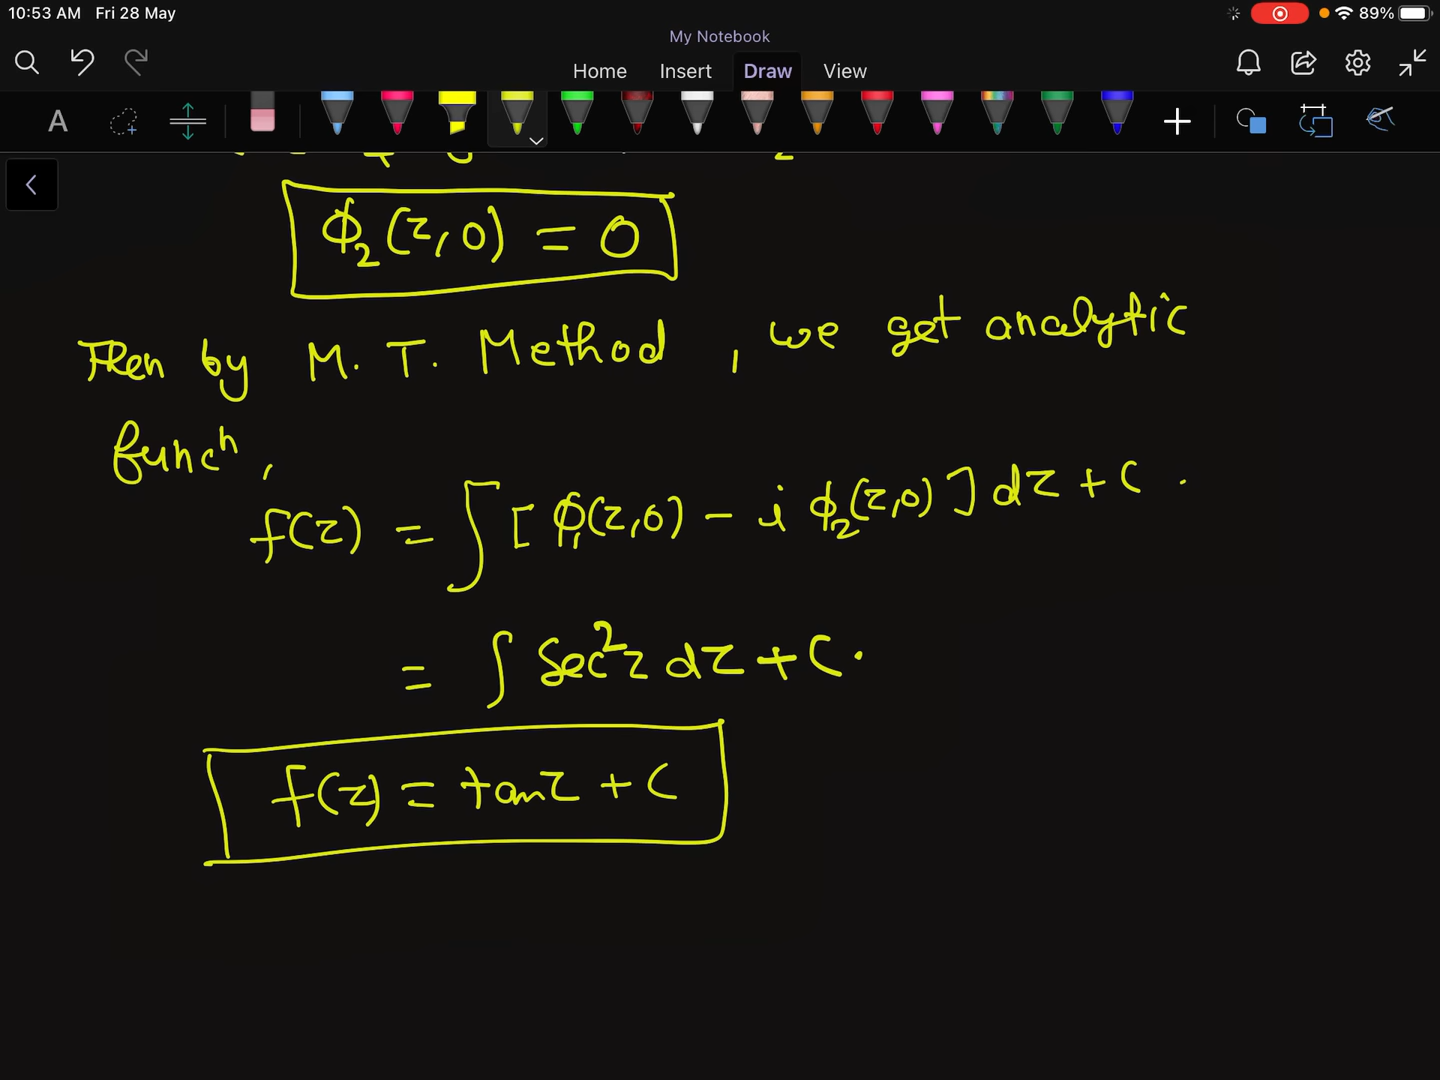 10:53 AM Fri 28 May
89%
My Notebook
Home Insert Draw View
A
ϕ₂(z,0) = 0
Then by M. T. Method, we get analytic
funcⁿ,
f(z) = ∫[ϕ₁(z,0) - i ϕ₂(z,0)] dz + C.
= ∫ Sec²z dz + C.
f(z) = tanz + C